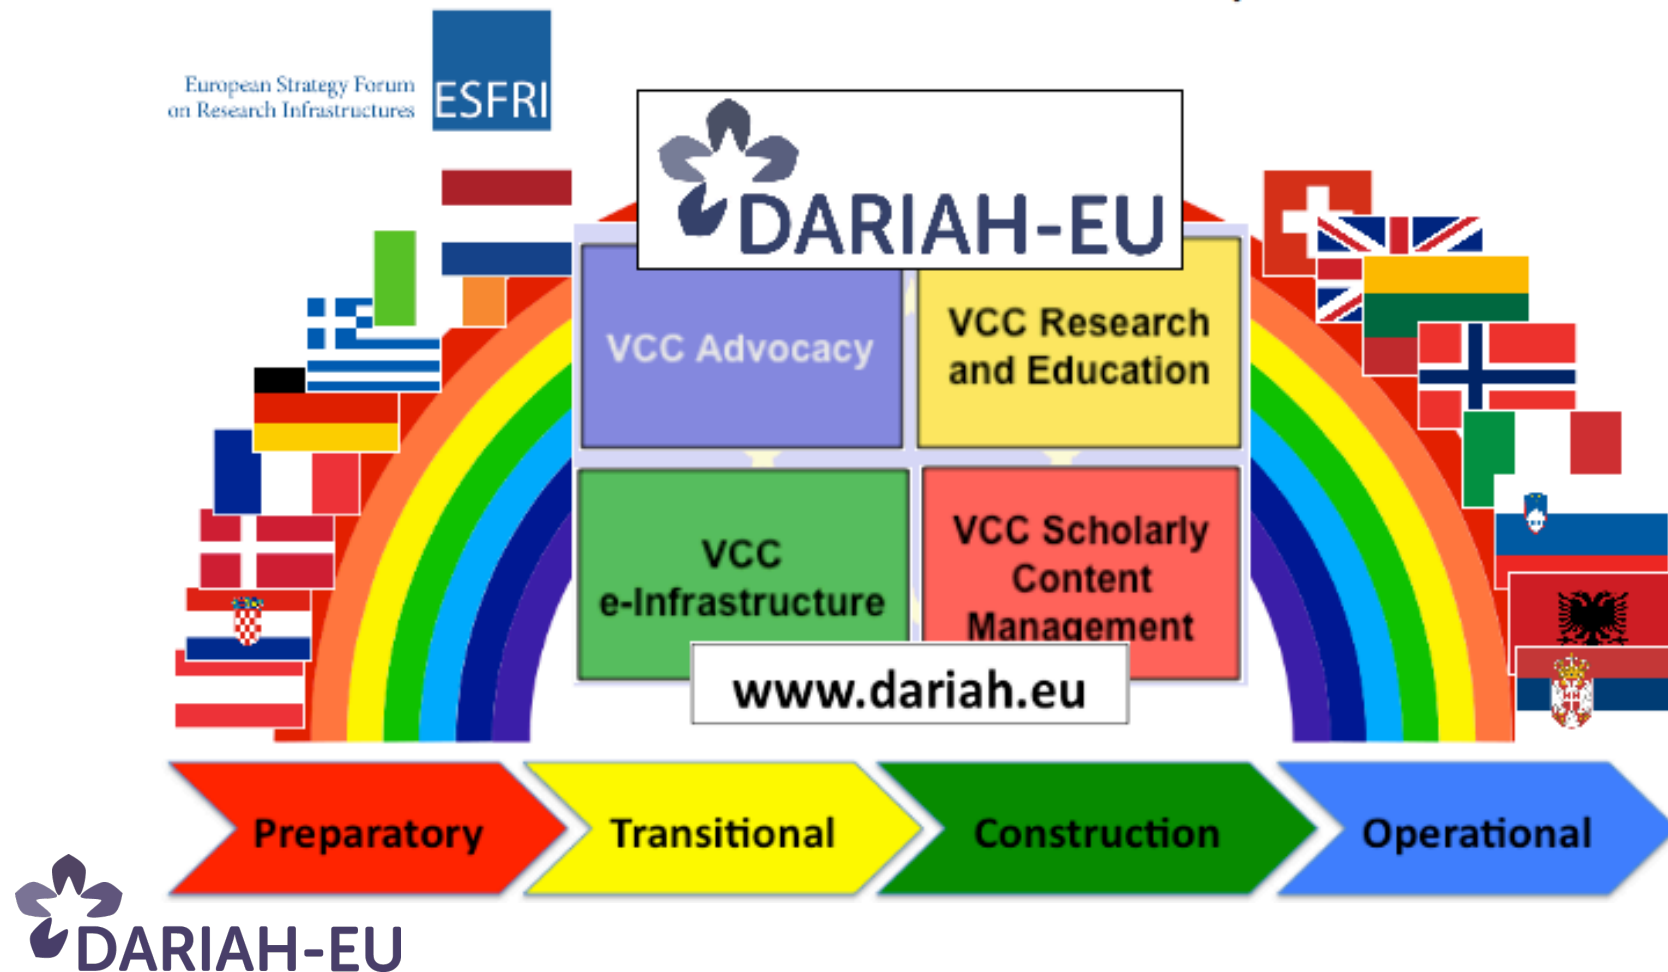 European Strategy Forum
on Research Infrastructures
ESFRI
DARIAH-EU
VCC Advocacy
VCC Research
and Education
VCC
e-Infrastructure
VCC Scholarly
Content
Management
www.dariah.eu
Preparatory
Transitional
Construction
Operational
DARIAH-EU